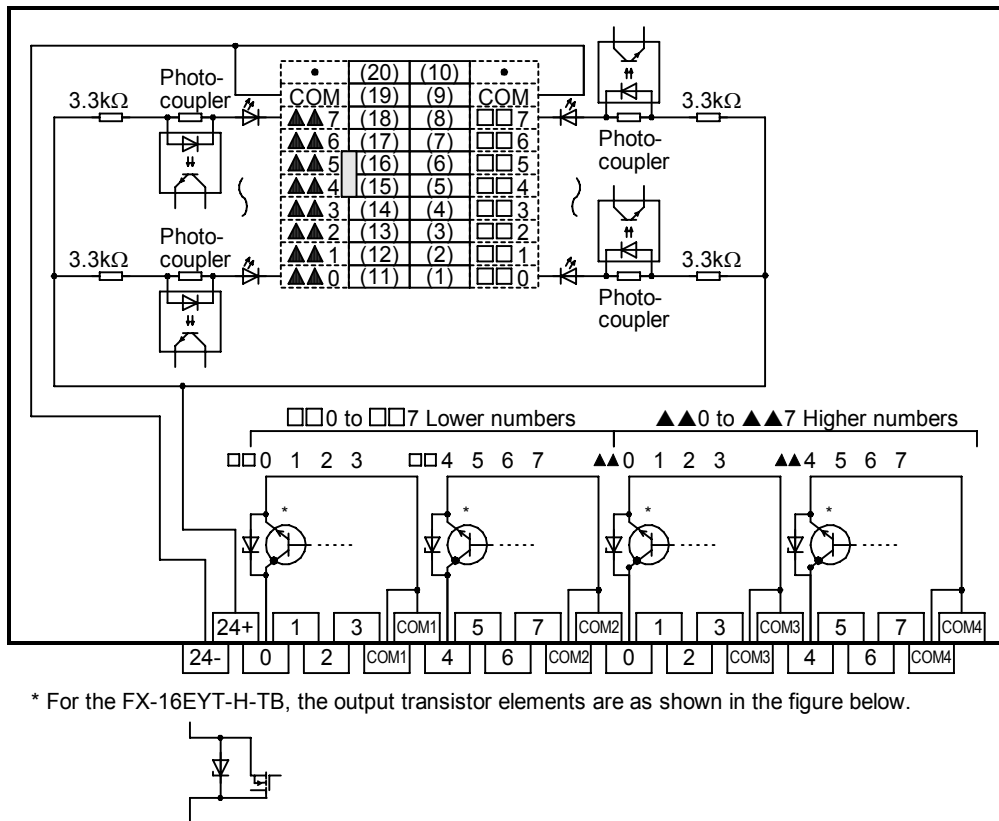 Photo-
coupler
3.3kΩ
• (20) (10) •
COM (19) (9) COM
▲▲7 (18) (8) □□7
▲▲6 (17) (7) □□6
▲▲5 (16) (6) □□5
▲▲4 (15) (5) □□4
▲▲3 (14) (4) □□3
▲▲2 (13) (3) □□2
▲▲1 (12) (2) □□1
▲▲0 (11) (1) □□0
3.3kΩ
Photo-
coupler
Photo-
coupler
3.3kΩ
3.3kΩ
Photo-
coupler
□□0 to □□7 Lower numbers
▲▲0 to ▲▲7 Higher numbers
□□0 1 2 3 □□4 5 6 7 ▲▲0 1 2 3 ▲▲4 5 6 7
* * * *
24+ 1 3 COM1 5 7 COM2 1 3 COM3 5 7 COM4
24- 0 2 COM1 4 6 COM2 0 2 COM3 4 6 COM4
* For the FX-16EYT-H-TB, the output transistor elements are as shown in the figure below.